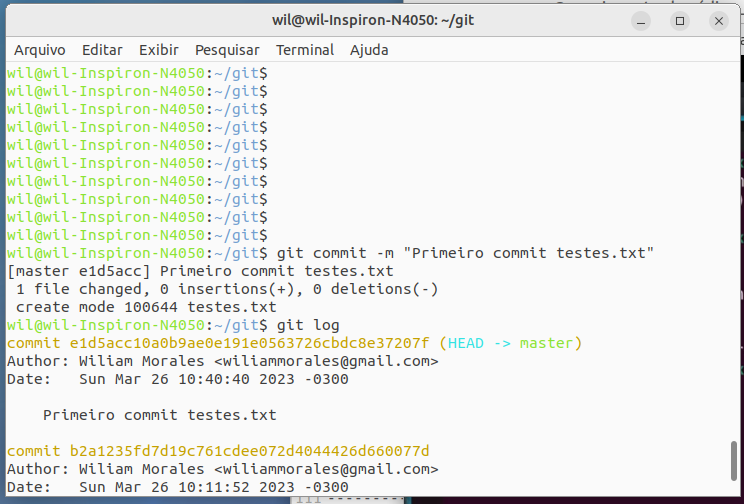 wil@wil-Inspiron-N4050: ~/git
Arquivo Editar Exibir Pesquisar Terminal Ajuda
wil@wil-Inspiron-N4050:~/git$
wil@wil-Inspiron-N4050:~/git$
wil@wil-Inspiron-N4050:~/git$
wil@wil-Inspiron-N4050:~/git$
wil@wil-Inspiron-N4050:~/git$
wil@wil-Inspiron-N4050:~/git$
wil@wil-Inspiron-N4050:~/git$
wil@wil-Inspiron-N4050:~/git$
wil@wil-Inspiron-N4050:~/git$
wil@wil-Inspiron-N4050:~/git$
wil@wil-Inspiron-N4050:~/git$ git commit -m "Primeiro commit testes.txt"
[master e1d5acc] Primeiro commit testes.txt
 1 file changed, 0 insertions(+), 0 deletions(-)
 create mode 100644 testes.txt
wil@wil-Inspiron-N4050:~/git$ git log
commit e1d5acc10a0b9ae0e191e0563726cbdc8e37207f (HEAD -> master)
Author: Wiliam Morales <wiliammorales@gmail.com>
Date:   Sun Mar 26 10:40:40 2023 -0300
    Primeiro commit testes.txt
commit b2a1235fd7d19c761cdee072d4044426d660077d
Author: Wiliam Morales <wiliammorales@gmail.com>
Date:   Sun Mar 26 10:11:52 2023 -0300